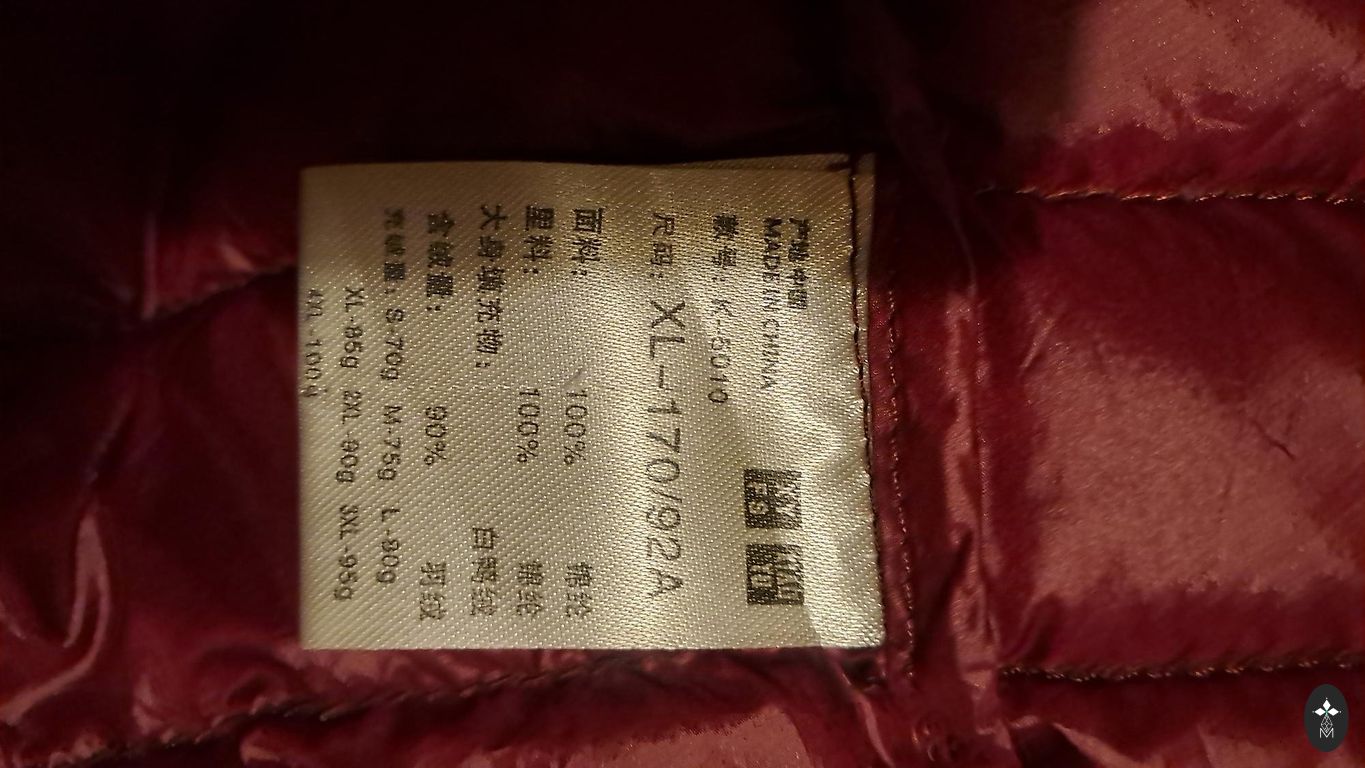 产地中国
MADE IN CHINA
款号: K-5010
尺码: XL-170/92A
面料: 100% 锦纶
里料: 100% 锦纶
大身填充物: 白鸭绒
含绒量: 90% 羽绒
充绒量: S-70g M-75g L-80g
XL-85g 2XL-90g 3XL-95g
4XL-100g
M